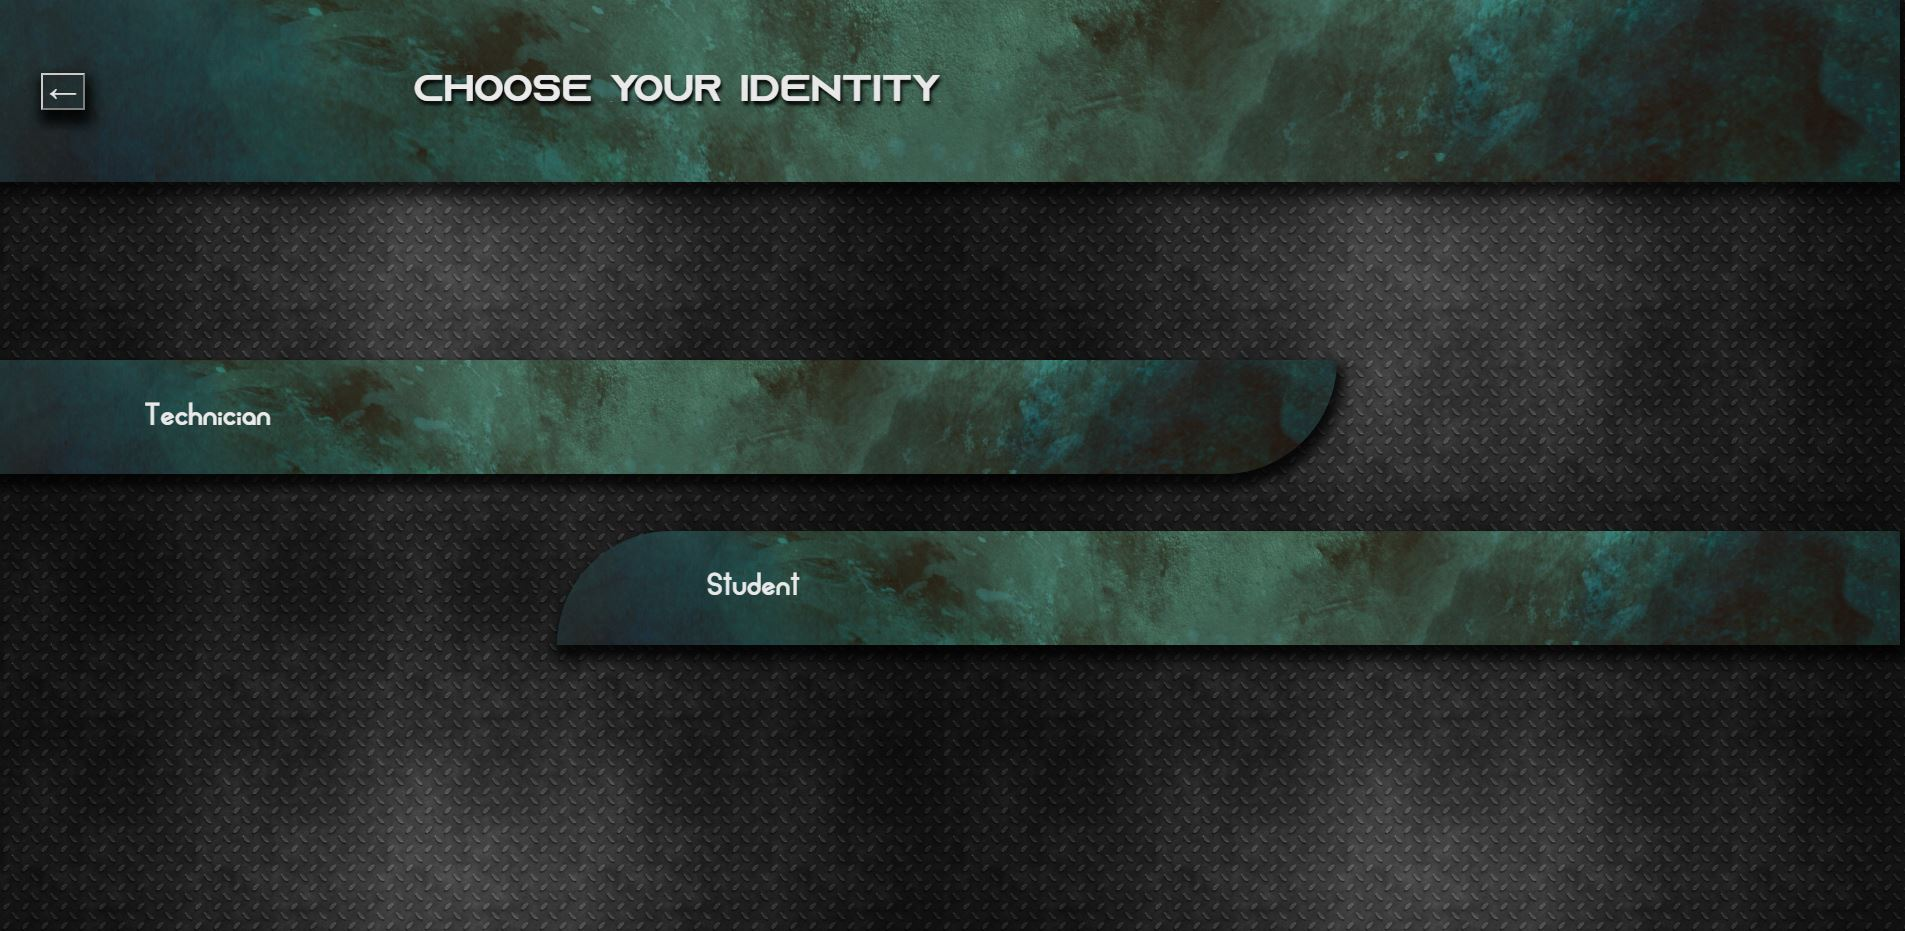 ←
CHOOSE YOUR IDENTITY
Technician
Student